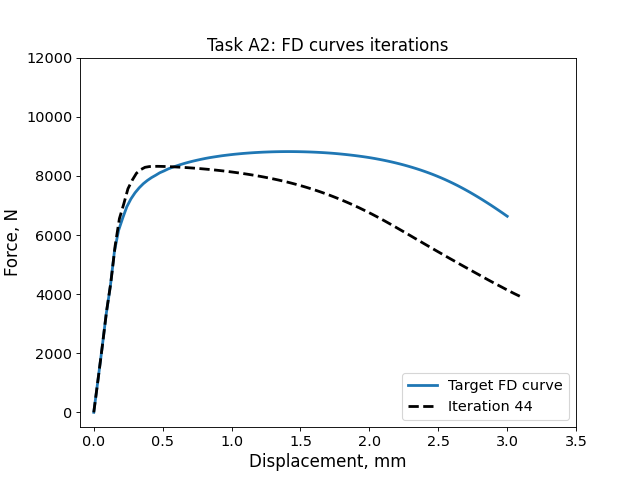 Task A2: FD curves iterations
12000
10000
8000
6000
4000
2000
0
Force, N
Target FD curve
Iteration 44
0.0 0.5 1.0 1.5 2.0 2.5 3.0 3.5
Displacement, mm